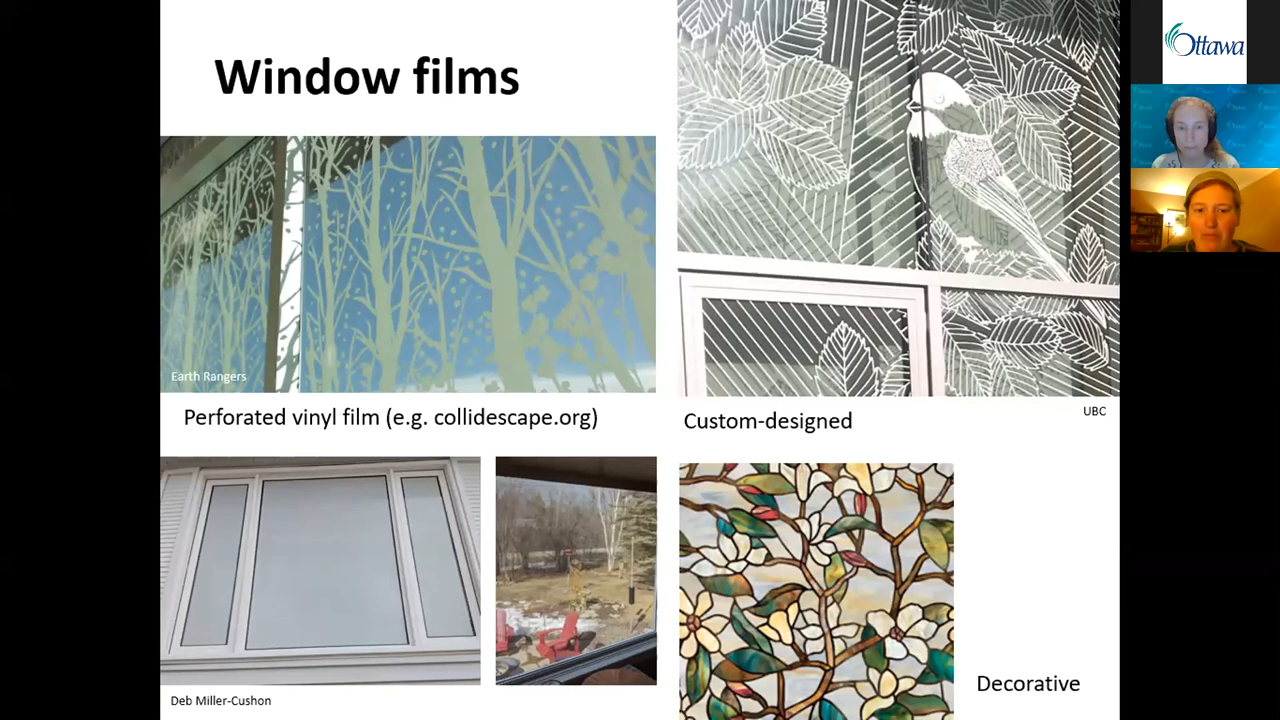 Window films
Ottawa
Earth Rangers
Perforated vinyl film (e.g. collidescape.org)
Custom-designed
UBC
Deb Miller-Cushon
Decorative